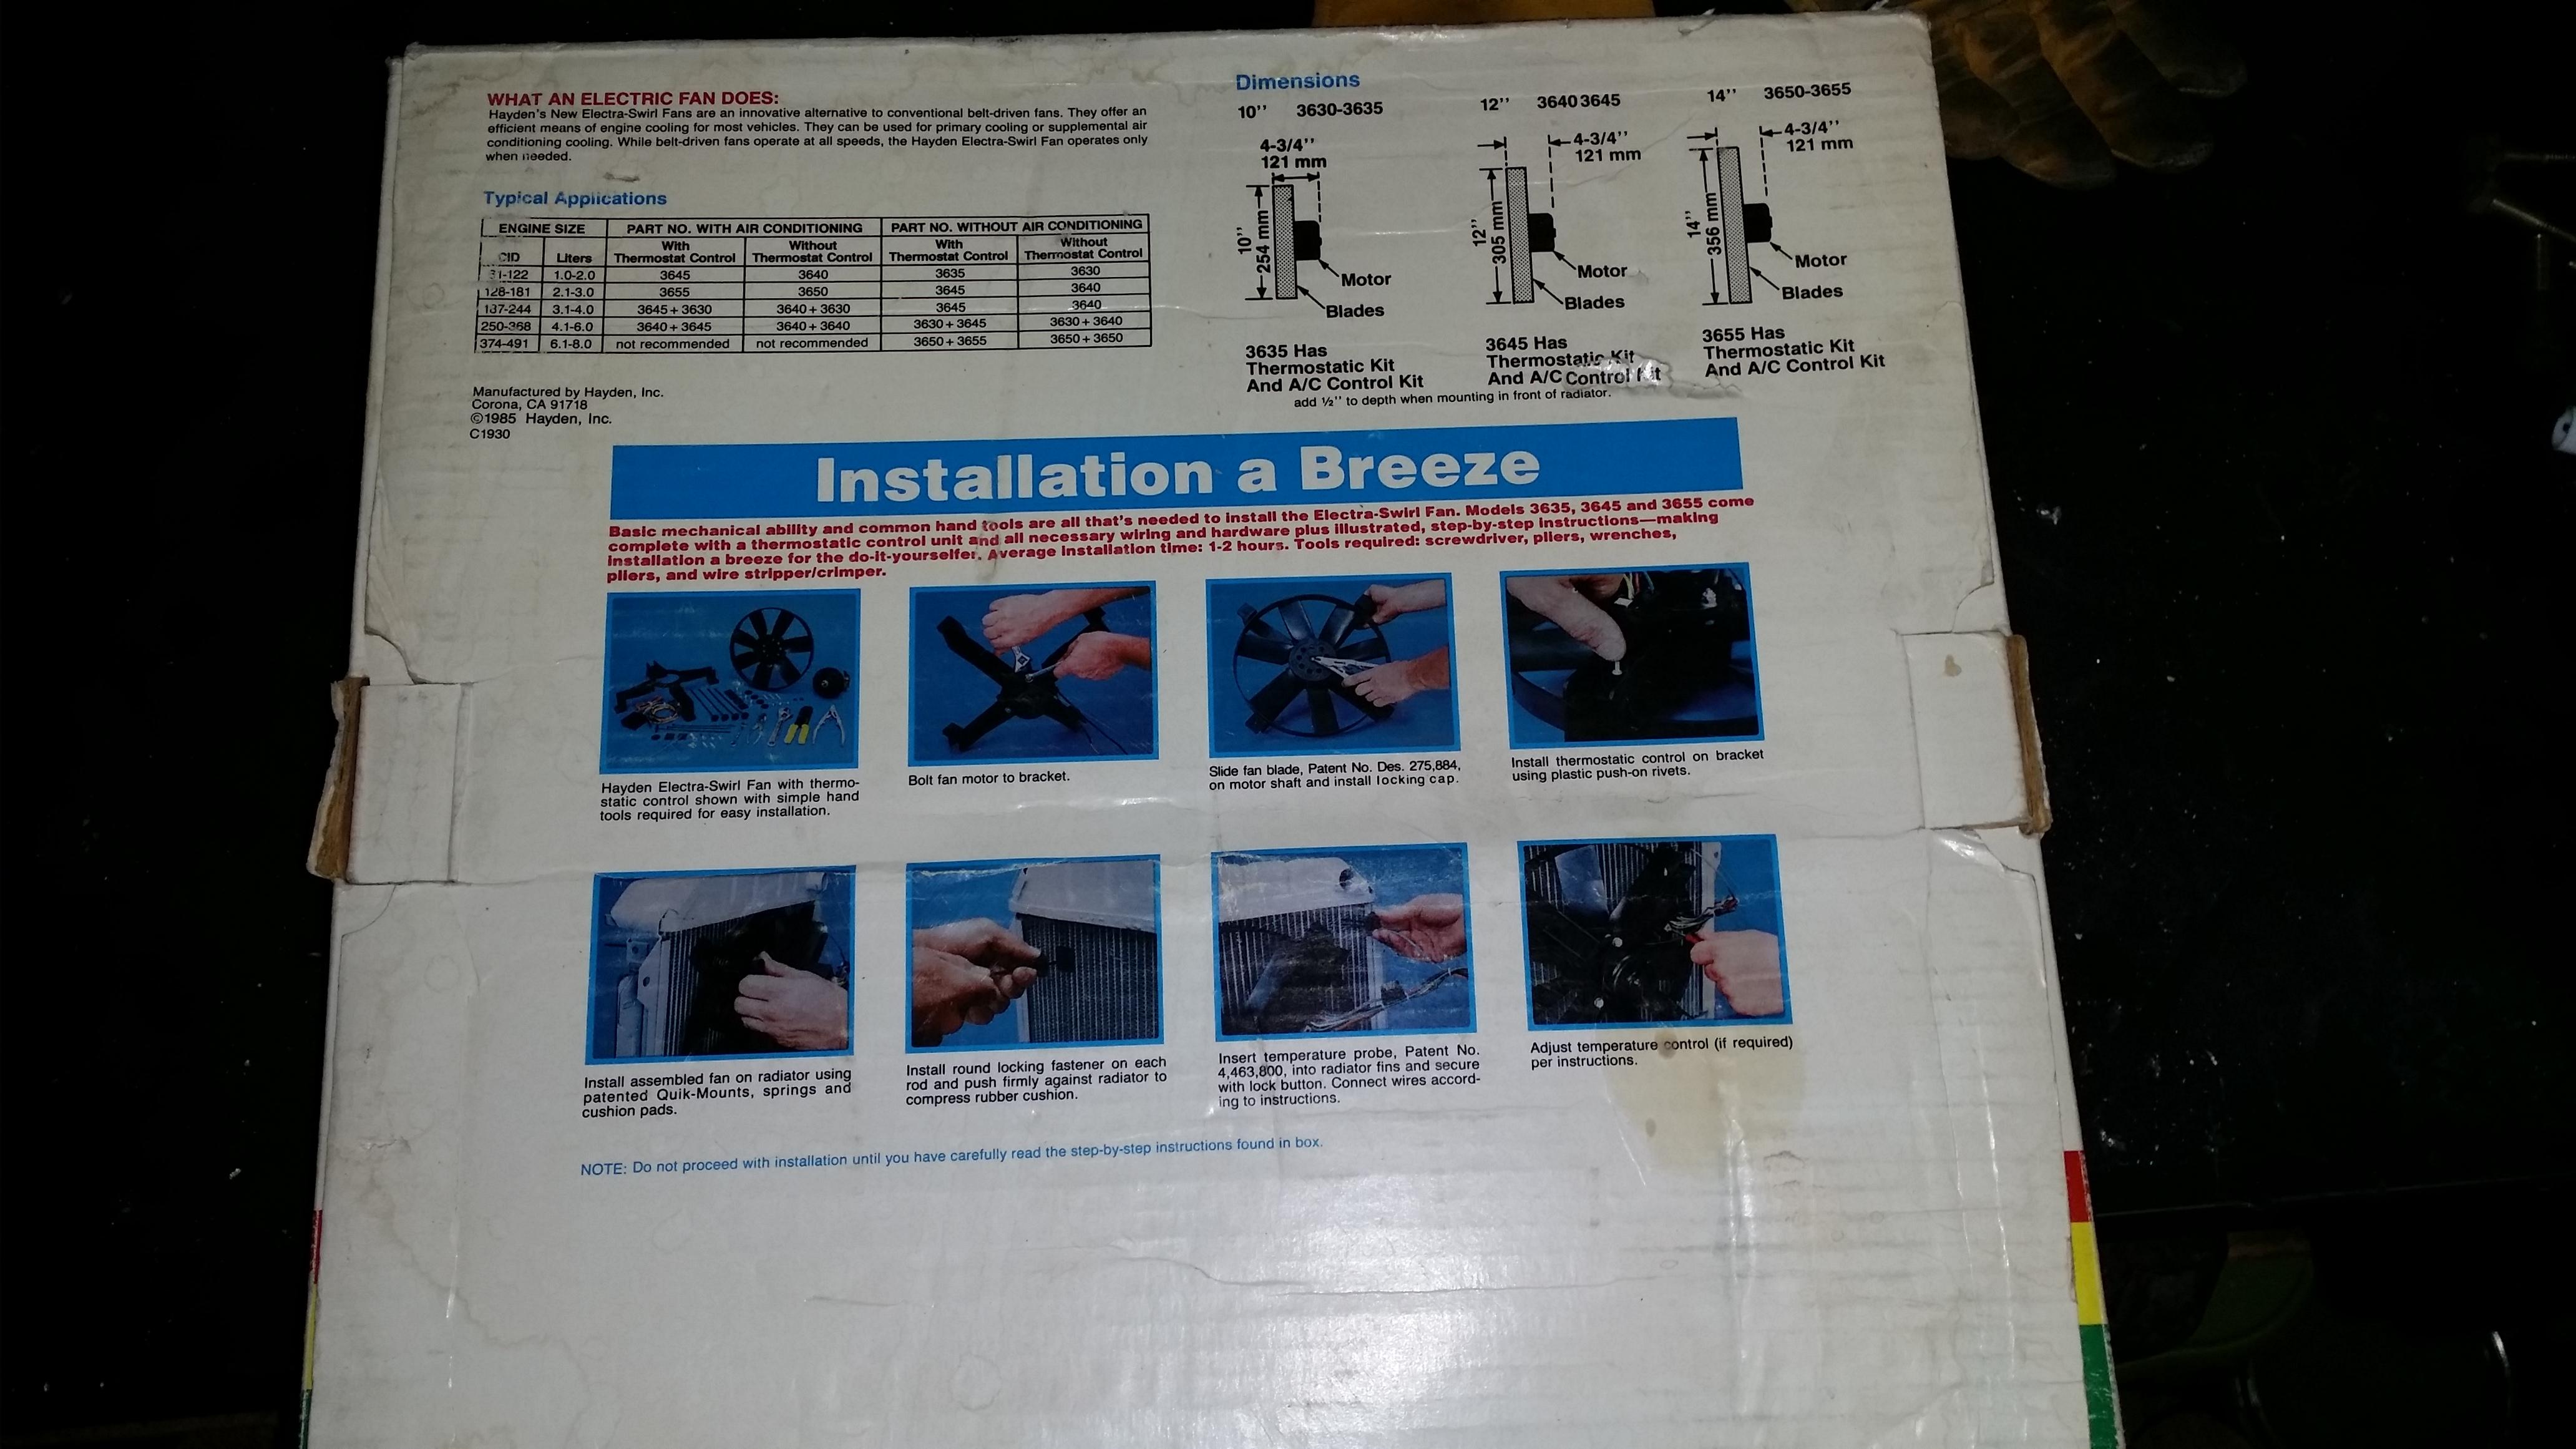 WHAT AN ELECTRIC FAN DOES:
Hayden's New Electra-Swirl Fans are an innovative alternative to conventional belt-driven fans. They offer an
efficient means of engine cooling for most vehicles. They can be used for primary cooling or supplemental air
conditioning cooling. While belt-driven fans operate at all speeds, the Hayden Electra-Swirl Fan operates only
when needed.
Typical Applications
ENGINE SIZE PART NO. WITH AIR CONDITIONING PART NO. WITHOUT AIR CONDITIONING
CID Liters With Thermostat Control Without Thermostat Control With Thermostat Control Without Thermostat Control
1-122 1.0-2.0 3645 3640 3635 3630
128-181 2.1-3.0 3655 3650 3645 3640
187-244 3.1-4.0 3645 + 3630 3640 + 3630 3645 3640
250-368 4.1-6.0 3640 + 3645 3640 + 3640 3630 + 3645 3630 + 3640
374-491 6.1-8.0 not recommended not recommended 3650 + 3655 3650 + 3650
Manufactured by Hayden, Inc.
Corona, CA 91718
©1985 Hayden, Inc.
C1930
Dimensions
10'' 3630-3635
4-3/4''
121 mm
10''
254 mm
Motor
Blades
3635 Has
Thermostatic Kit
And A/C Control Kit
12'' 3640 3645
4-3/4''
121 mm
12''
305 mm
Motor
Blades
3645 Has
Thermostatic Kit
And A/C Control Kit
14'' 3650-3655
4-3/4''
121 mm
14''
356 mm
Motor
Blades
3655 Has
Thermostatic Kit
And A/C Control Kit
add ½'' to depth when mounting in front of radiator.
Installation a Breeze
Basic mechanical ability and common hand tools are all that's needed to install the Electra-Swirl Fan. Models 3635, 3645 and 3655 come
complete with a thermostatic control unit and all necessary wiring and hardware plus illustrated, step-by-step instructions—making
installation a breeze for the do-it-yourselfer. Average installation time: 1-2 hours. Tools required: screwdriver, pliers, wrenches,
pliers, and wire stripper/crimper.
Hayden Electra-Swirl Fan with thermo-
static control shown with simple hand
tools required for easy installation.
Bolt fan motor to bracket.
Slide fan blade, Patent No. Des. 275,884,
on motor shaft and install locking cap.
Install thermostatic control on bracket
using plastic push-on rivets.
Install assembled fan on radiator using
patented Quik-Mounts, springs and
cushion pads.
Install round locking fastener on each
rod and push firmly against radiator to
compress rubber cushion.
Insert temperature probe, Patent No.
4,463,800, into radiator fins and secure
with lock button. Connect wires accord-
ing to instructions.
Adjust temperature control (if required)
per instructions.
NOTE: Do not proceed with installation until you have carefully read the step-by-step instructions found in box.